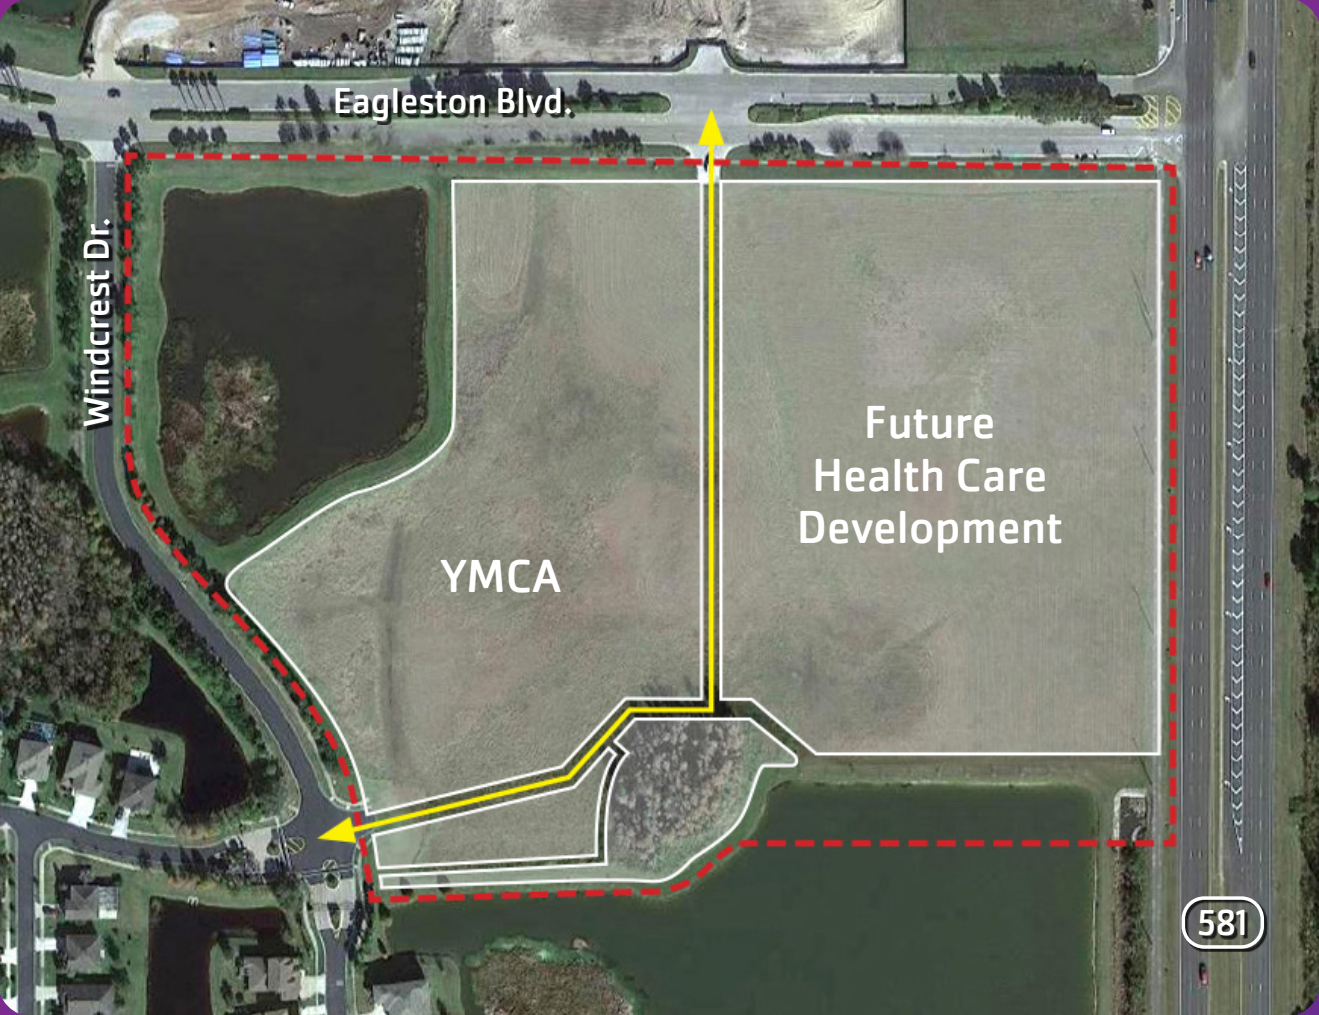 Eagleston Blvd.
Windcrest Dr.
Future
Health Care
Development
YMCA
581